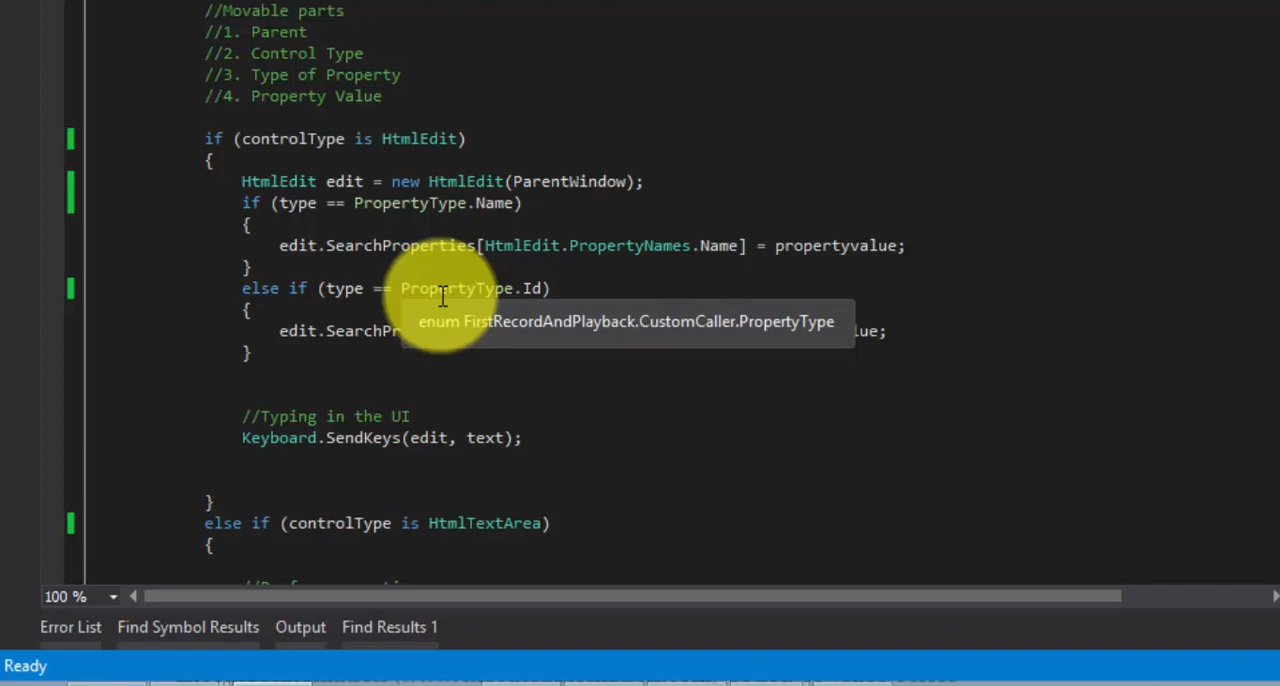 //Movable parts
//1. Parent
//2. Control Type
//3. Type of Property
//4. Property Value
if (controlType is HtmlEdit)
{
HtmlEdit edit = new HtmlEdit(ParentWindow);
if (type == PropertyType.Name)
{
edit.SearchProperties[HtmlEdit.PropertyNames.Name] = propertyvalue;
}
else if (type == PropertyType.Id)
{
enum FirstRecordAndPlayback.CustomCaller.PropertyType
edit.SearchPr lue;
}
//Typing in the UI
Keyboard.SendKeys(edit, text);
}
else if (controlType is HtmlTextArea)
{
100 %
Error List Find Symbol Results Output Find Results 1
Ready